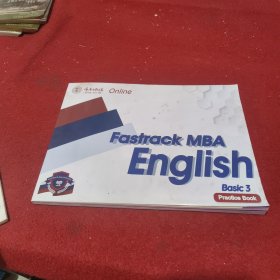 Online
Fastrack MBA
English
Basic 3
Practice Book